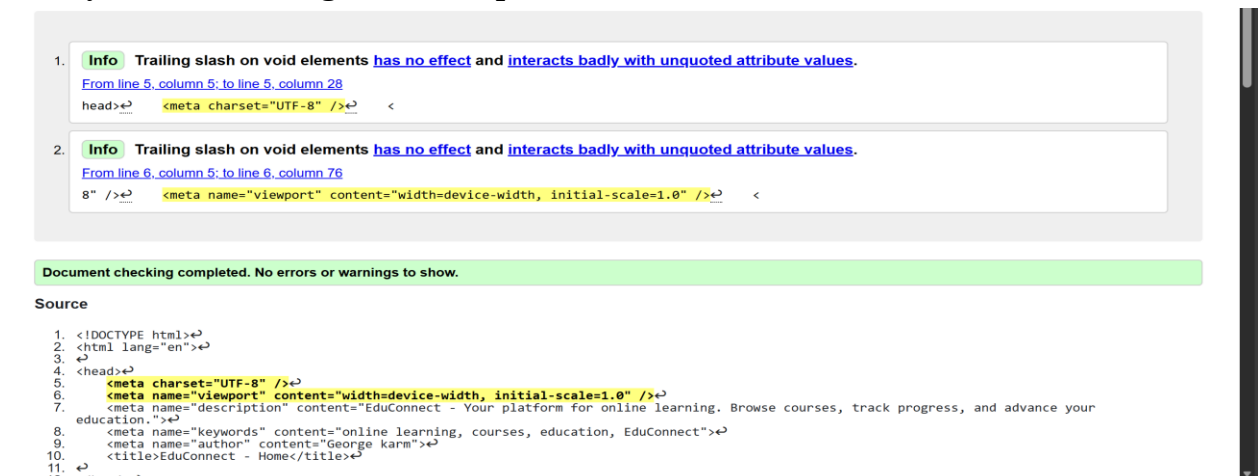 1. Info Trailing slash on void elements has no effect and interacts badly with unquoted attribute values.
From line 5, column 5; to line 5, column 28
head>↩ <meta charset="UTF-8" />↩ <
2. Info Trailing slash on void elements has no effect and interacts badly with unquoted attribute values.
From line 6, column 5; to line 6, column 76
8" />↩ <meta name="viewport" content="width=device-width, initial-scale=1.0" />↩ <
Document checking completed. No errors or warnings to show.
Source
1. <!DOCTYPE html>↩
2. <html lang="en">↩
3. ↩
4. <head>↩
5. <meta charset="UTF-8" />↩
6. <meta name="viewport" content="width=device-width, initial-scale=1.0" />↩
7. <meta name="description" content="EduConnect - Your platform for online learning. Browse courses, track progress, and advance your
education.">↩
8. <meta name="keywords" content="online learning, courses, education, EduConnect">↩
9. <meta name="author" content="George karm">↩
10. <title>EduConnect - Home</title>↩
11. ↩